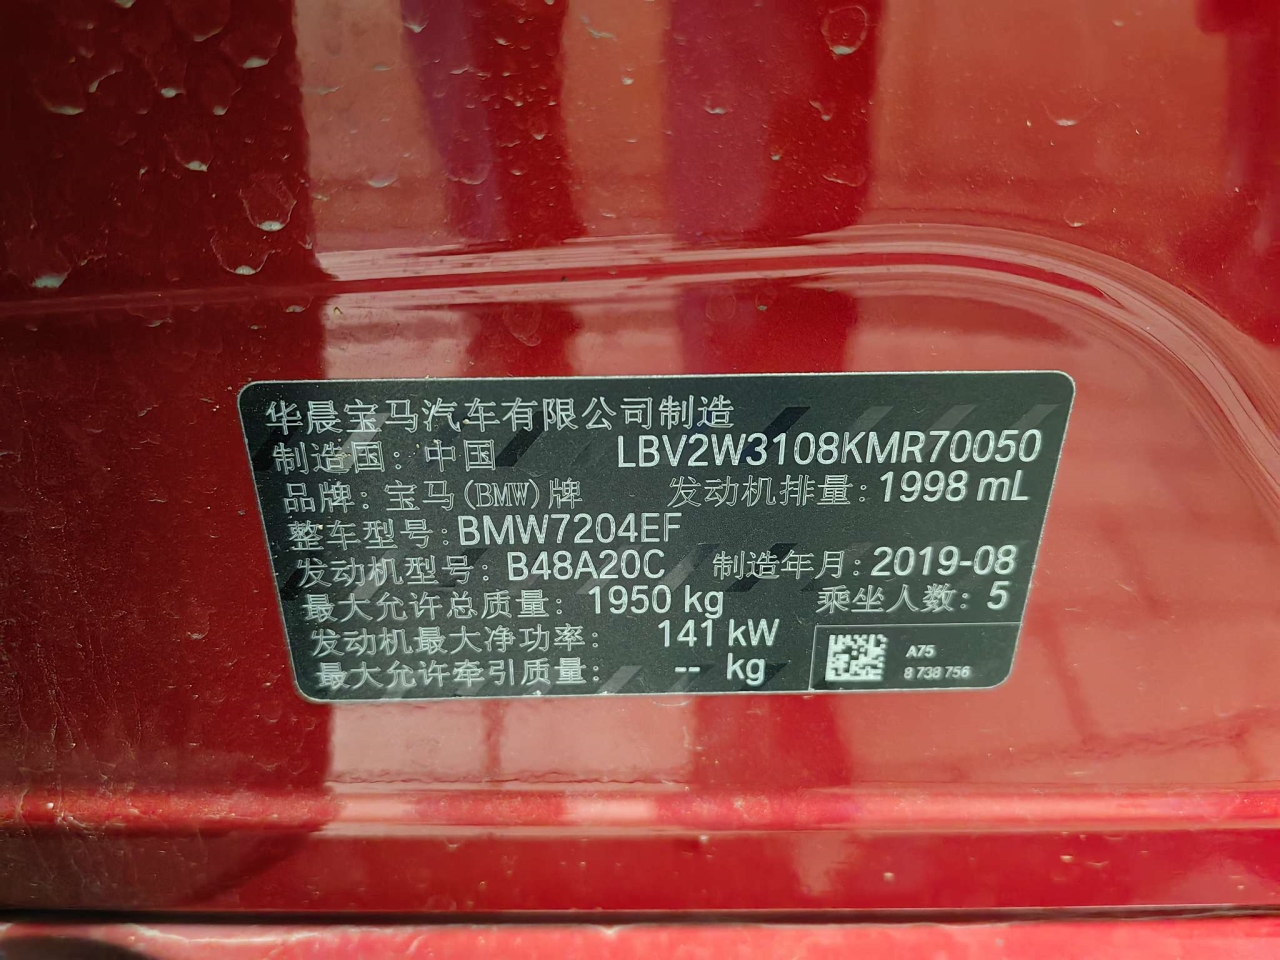 华晨宝马汽车有限公司制造
制造国：中国 LBV2W3108KMR70050
品牌：宝马(BMW)牌 发动机排量：1998 mL
整车型号：BMW7204EF
发动机型号：B48A20C 制造年月：2019-08
最大允许总质量：1950 kg 乘坐人数：5
发动机最大净功率：141 kW
最大允许牵引质量：-- kg
A75
8 738 756